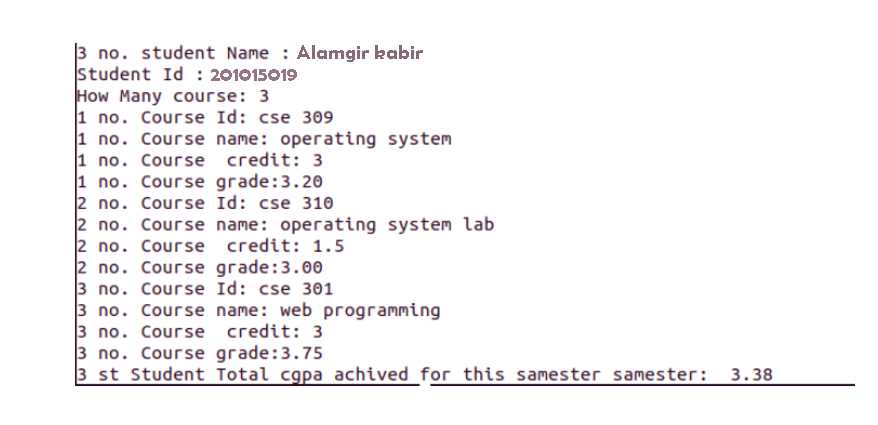 3 no. student Name : Alamgir kabir
Student Id : 201015019
How Many course: 3
1 no. Course Id: cse 309
1 no. Course name: operating system
1 no. Course  credit: 3
1 no. Course grade:3.20
2 no. Course Id: cse 310
2 no. Course name: operating system lab
2 no. Course  credit: 1.5
2 no. Course grade:3.00
3 no. Course Id: cse 301
3 no. Course name: web programming
3 no. Course  credit: 3
3 no. Course grade:3.75
3 st Student Total cgpa achived for this samester samester:  3.38